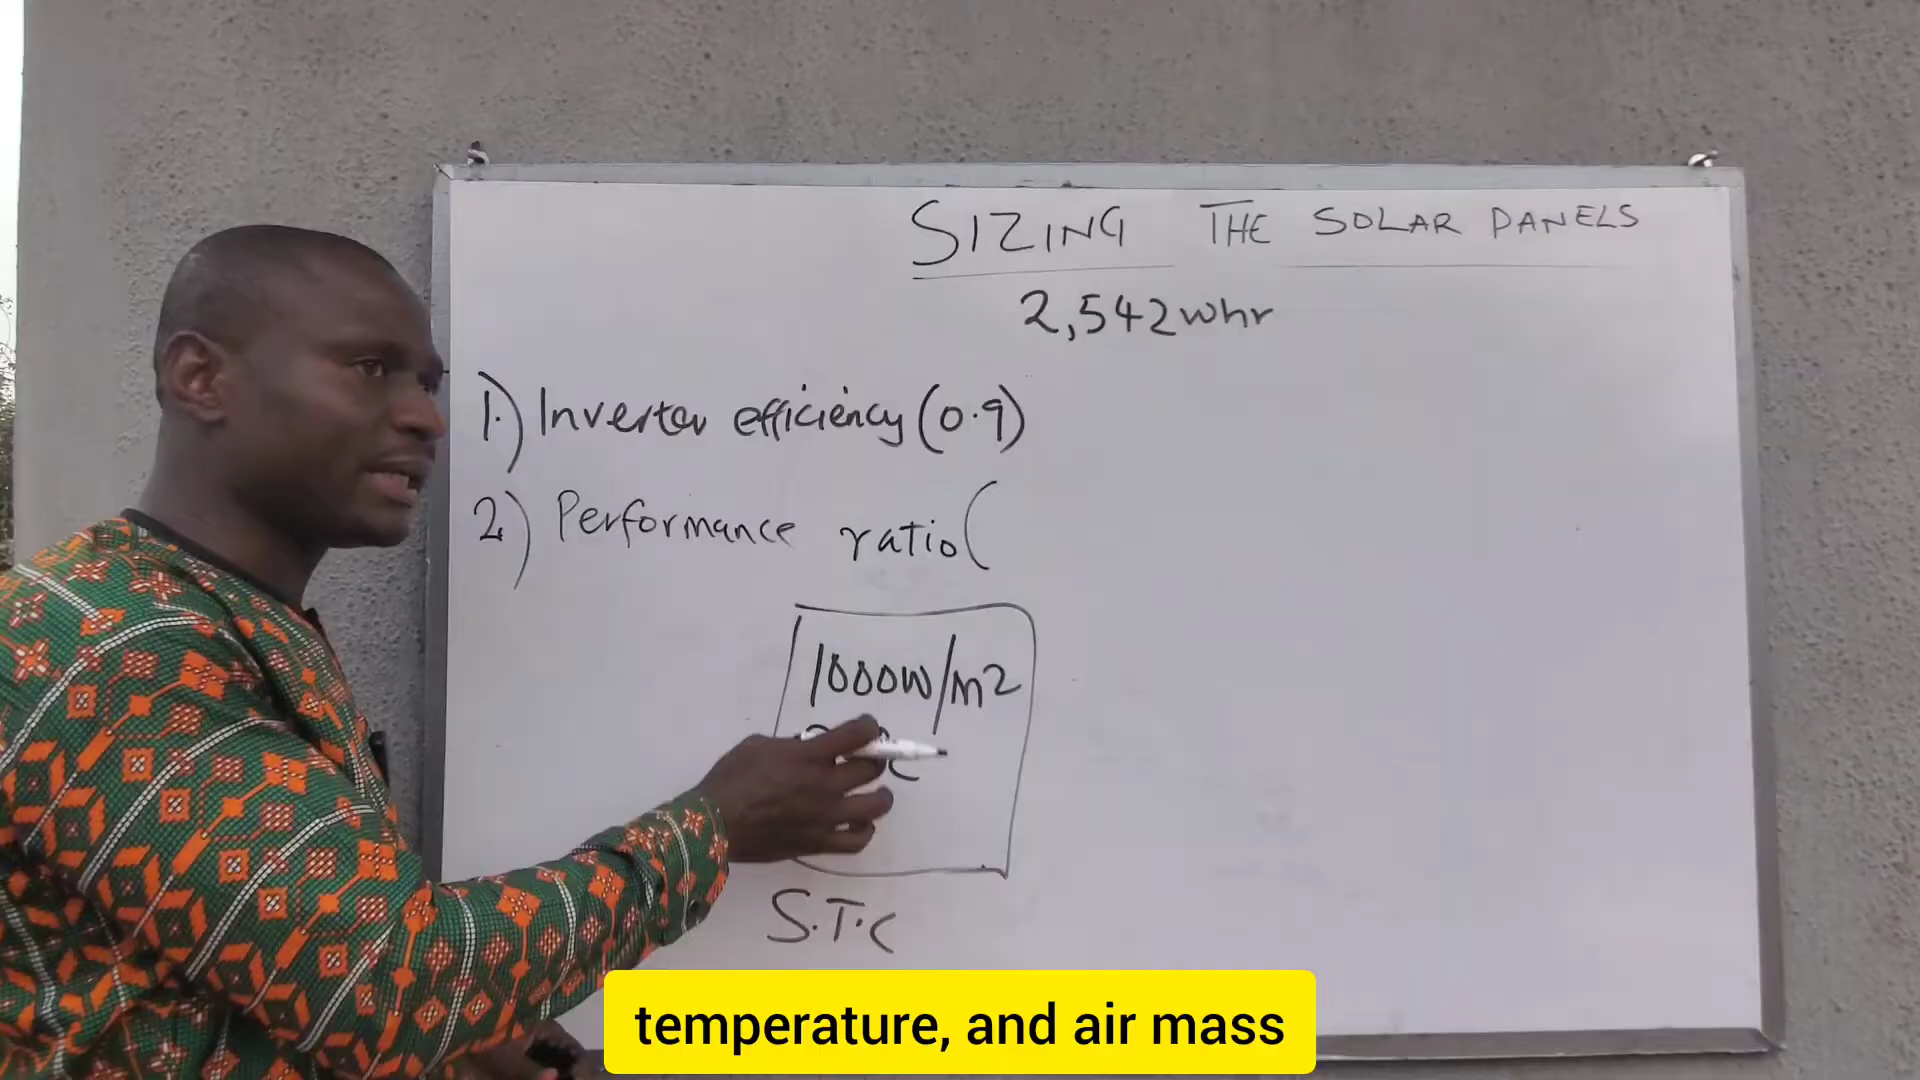 SIZING THE SOLAR PANELS
2,542whr
1.) Inverter efficiency (0.9)
2.) Performance ratio (
1000W/m2
S.T.C
temperature, and air mass